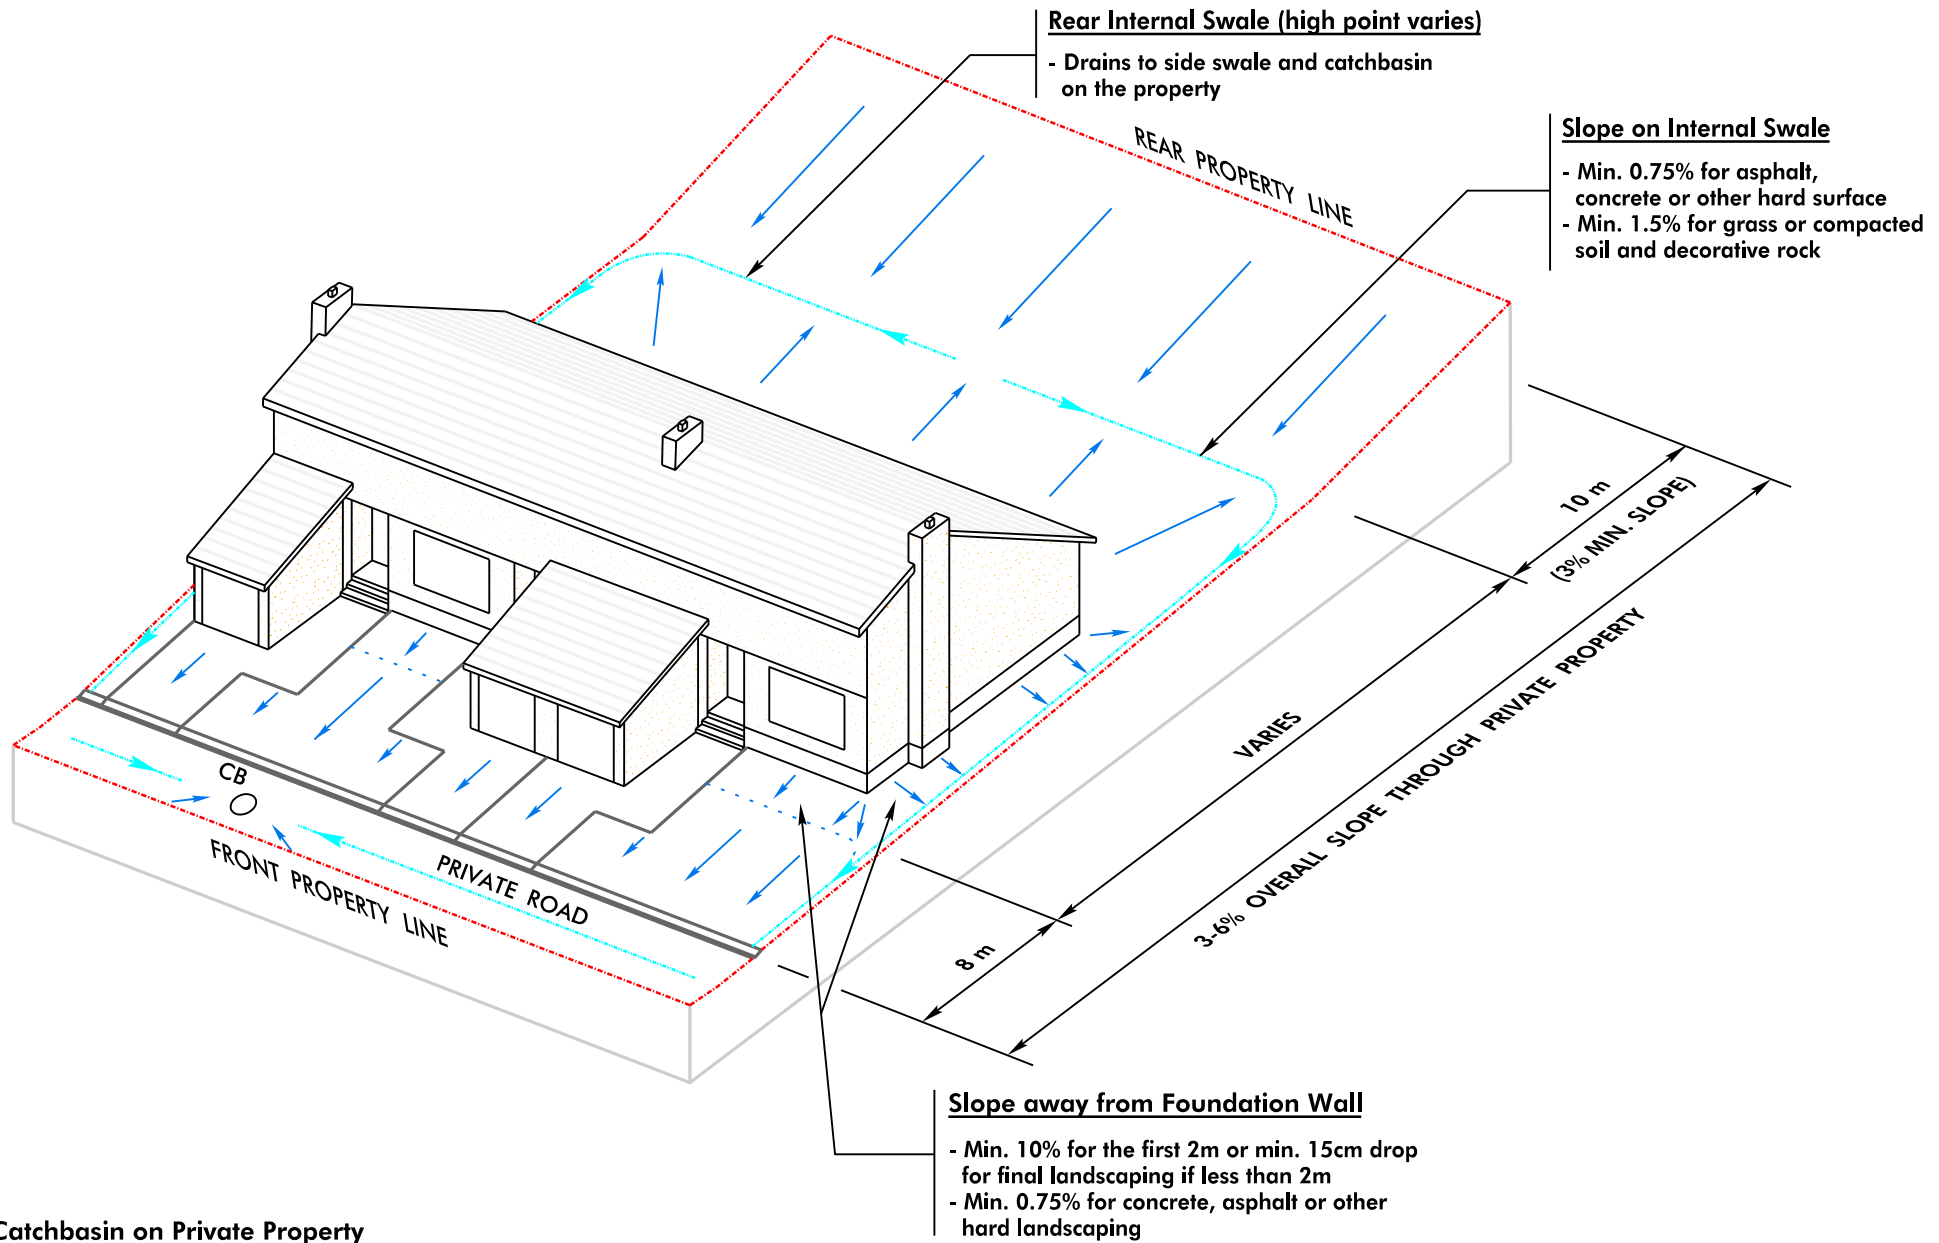 Rear Internal Swale (high point varies)
- Drains to side swale and catchbasin
on the property
Slope on Internal Swale
- Min. 0.75% for asphalt,
concrete or other hard surface
- Min. 1.5% for grass or compacted
soil and decorative rock
REAR PROPERTY LINE
10 m
(3% MIN. SLOPE)
VARIES
3-6% OVERALL SLOPE THROUGH PRIVATE PROPERTY
8 m
CB
PRIVATE ROAD
FRONT PROPERTY LINE
Slope away from Foundation Wall
- Min. 10% for the first 2m or min. 15cm drop
for final landscaping if less than 2m
- Min. 0.75% for concrete, asphalt or other
hard landscaping
Catchbasin on Private Property